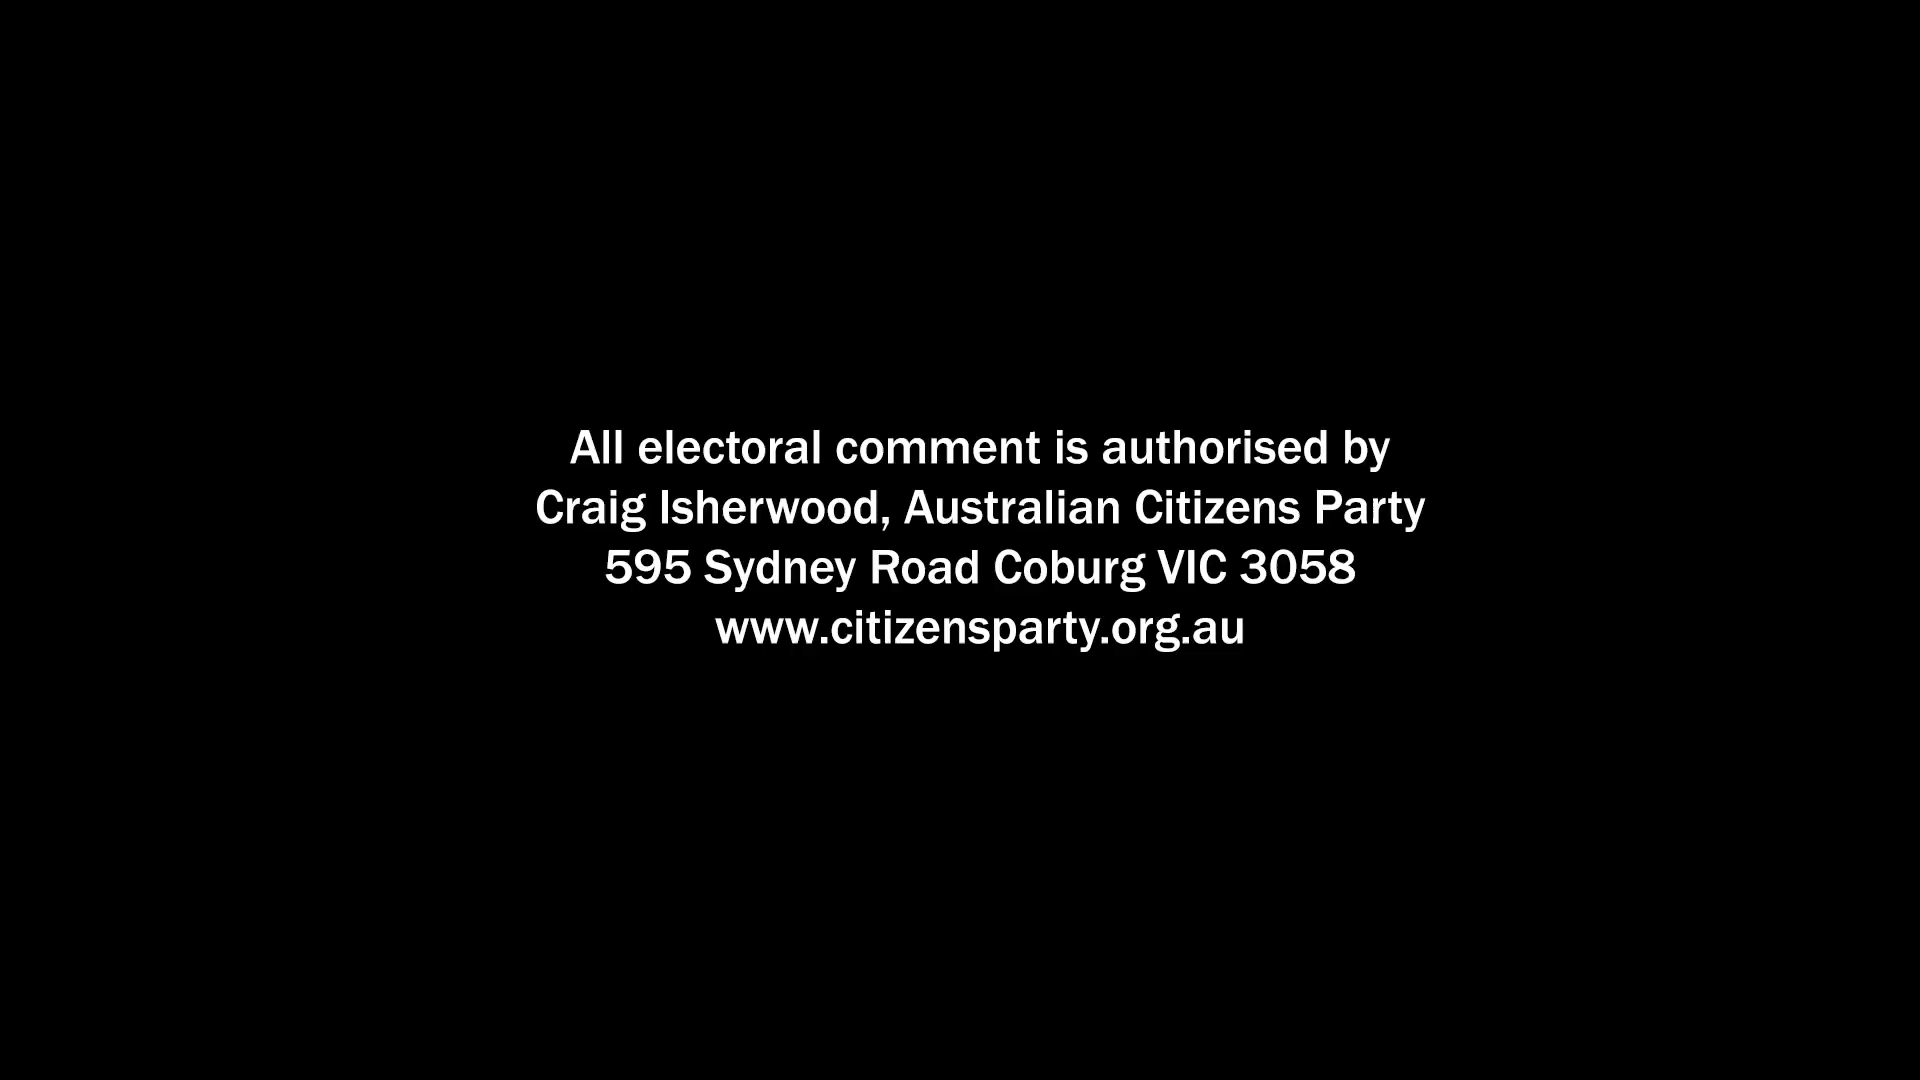 All electoral comment is authorised by
Craig Isherwood, Australian Citizens Party
595 Sydney Road Coburg VIC 3058
www.citizensparty.org.au